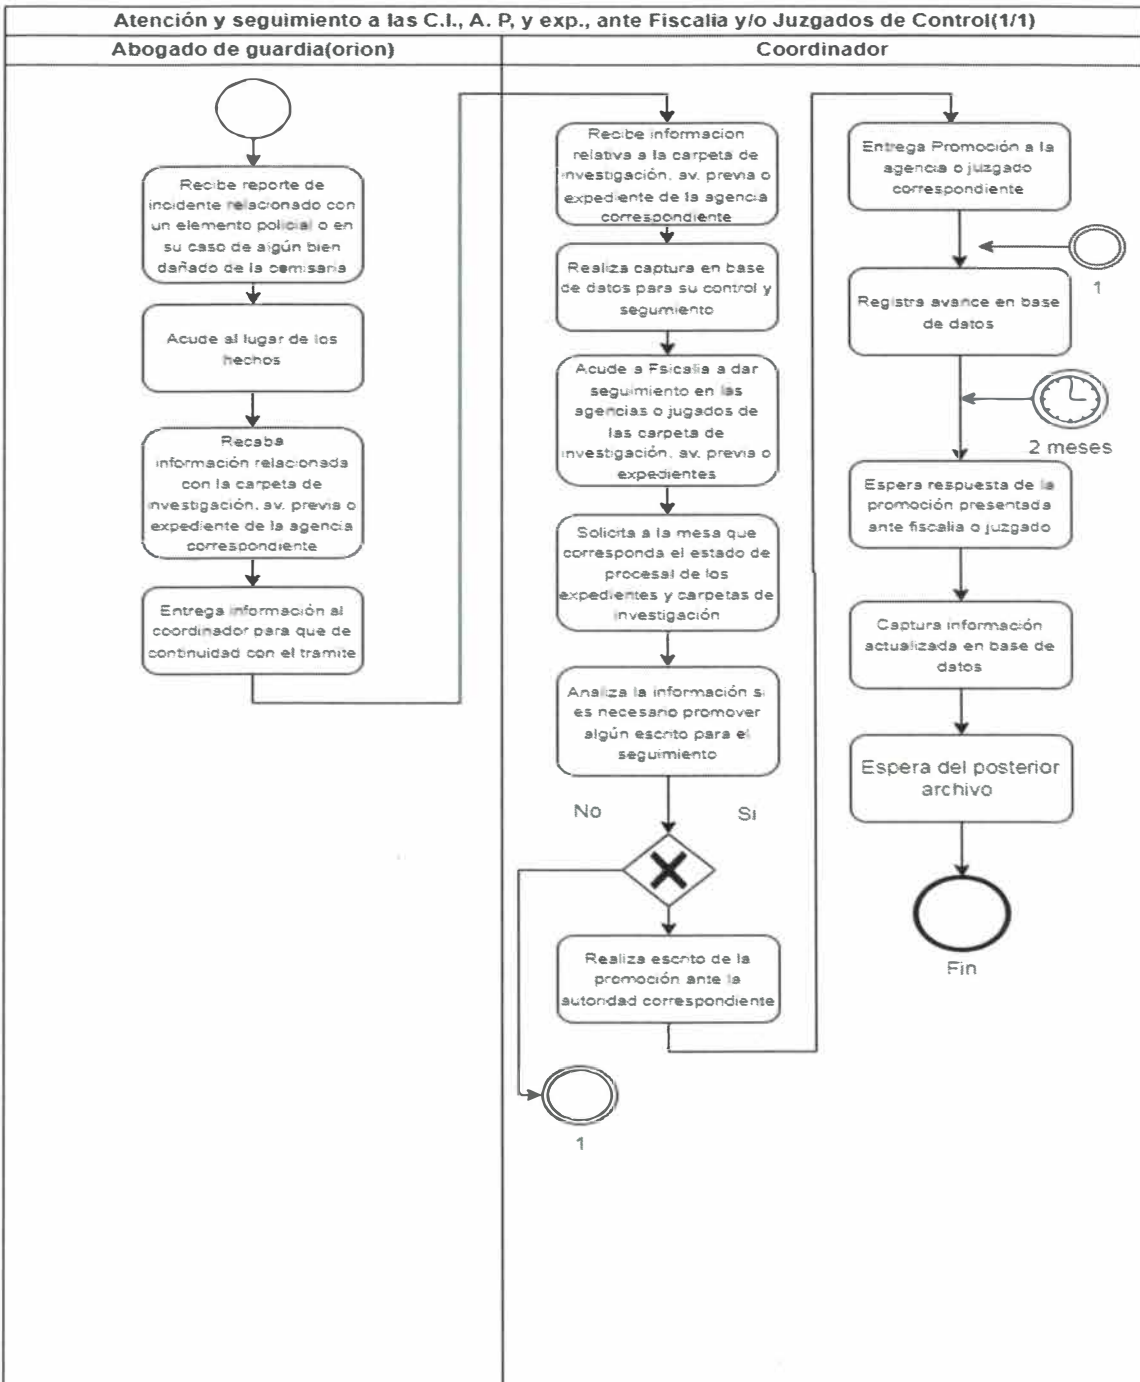 Atención y seguimiento a las C.I., A. P, y exp., ante Fiscalia y/o Juzgados de Control(1/1)
Abogado de guardia(orion)
Coordinador
Recibe reporte de
incidente relacionado con
un elemento policial o en
su caso de algún bien
dañado de la comisaría
Acude al lugar de los
hechos
Recaba
información relacionada
con la carpeta de
investigación, av. previa o
expediente de la agencia
correspondiente
Entrega información al
coordinador para que de
continuidad con el tramite
Recibe informacion
relativa a la carpeta de
investigación, av. previa o
expediente de la agencia
correspondiente
Realiza captura en base
de datos para su control y
seguimiento
Acude a Fsicalia a dar
seguimiento en las
agencias o jugados de
las carpeta de
investigación, av. previa o
expedientes
Solicita a la mesa que
corresponda el estado de
procesal de los
expedientes y carpetas de
investigación
Analiza la información si
es necesario promover
algún escrito para el
seguimiento
No
Si
Realiza escrito de la
promoción ante la
autoridad correspondiente
1
Entrega Promoción a la
agencia o juzgado
correspondiente
1
Registra avance en base
de datos
2 meses
Espera respuesta de la
promoción presentada
ante fiscalia o juzgado
Captura información
actualizada en base de
datos
Espera del posterior
archivo
Fin